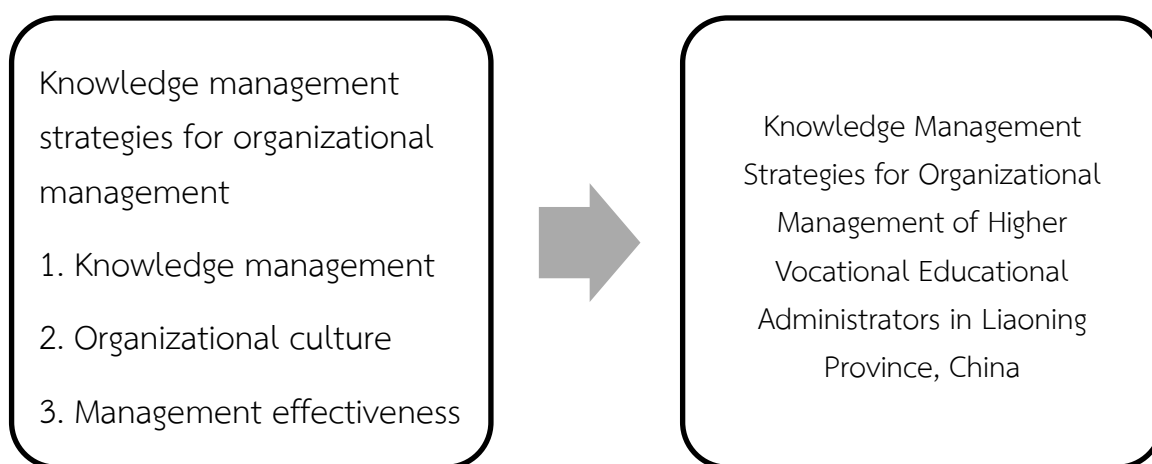 Knowledge management
strategies for organizational
management
1. Knowledge management
2. Organizational culture
3. Management effectiveness
Knowledge Management
Strategies for Organizational
Management of Higher
Vocational Educational
Administrators in Liaoning
Province, China